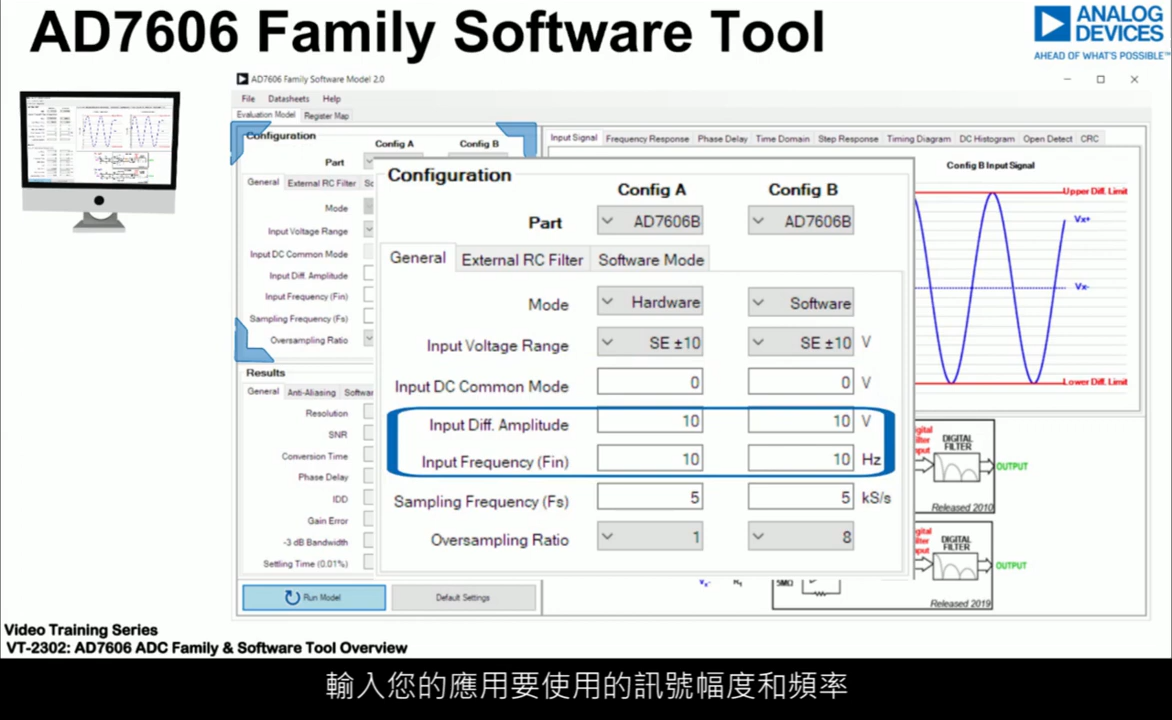 AD7606 Family Software Tool
ANALOG
DEVICES
AHEAD OF WHAT'S POSSIBLE™
AD7606 Family Software Model 2.0
File Datasheets Help
Evaluation Model Register Map
Configuration
Config A Config B
Part
General External RC Filter
Mode
Input Voltage Range
Input DC Common Mode
Input Diff. Amplitude
Input Frequency (Fin)
Sampling Frequency (Fs)
Oversampling Ratio
Results
General Anti-Aliasing Softwar
Resolution
SNR
Conversion Time
Phase Delay
IDD
Gain Error
-3 dB Bandwidth
Settling Time (0.01%)
Run Model Default Settings
Configuration
Config A Config B
Part AD7606B AD7606B
General External RC Filter Software Mode
Mode Hardware Software
Input Voltage Range SE ±10 SE ±10 V
Input DC Common Mode 0 0 V
Input Diff. Amplitude 10 10 V
Input Frequency (Fin) 10 10 Hz
Sampling Frequency (Fs) 5 5 kS/s
Oversampling Ratio 1 8
Input Signal Frequency Response Phase Delay Time Domain Step Response Timing Diagram DC Histogram Open Detect CRC
Config B Input Signal
Upper Diff. Limit
Vx+
Vx-
Lower Diff. Limit
DIGITAL
FILTER
OUTPUT
Released 2010
DIGITAL
FILTER
OUTPUT
5MΩ
Released 2019
Video Training Series
VT-2302: AD7606 ADC Family & Software Tool Overview
輸入您的應用要使用的訊號幅度和頻率